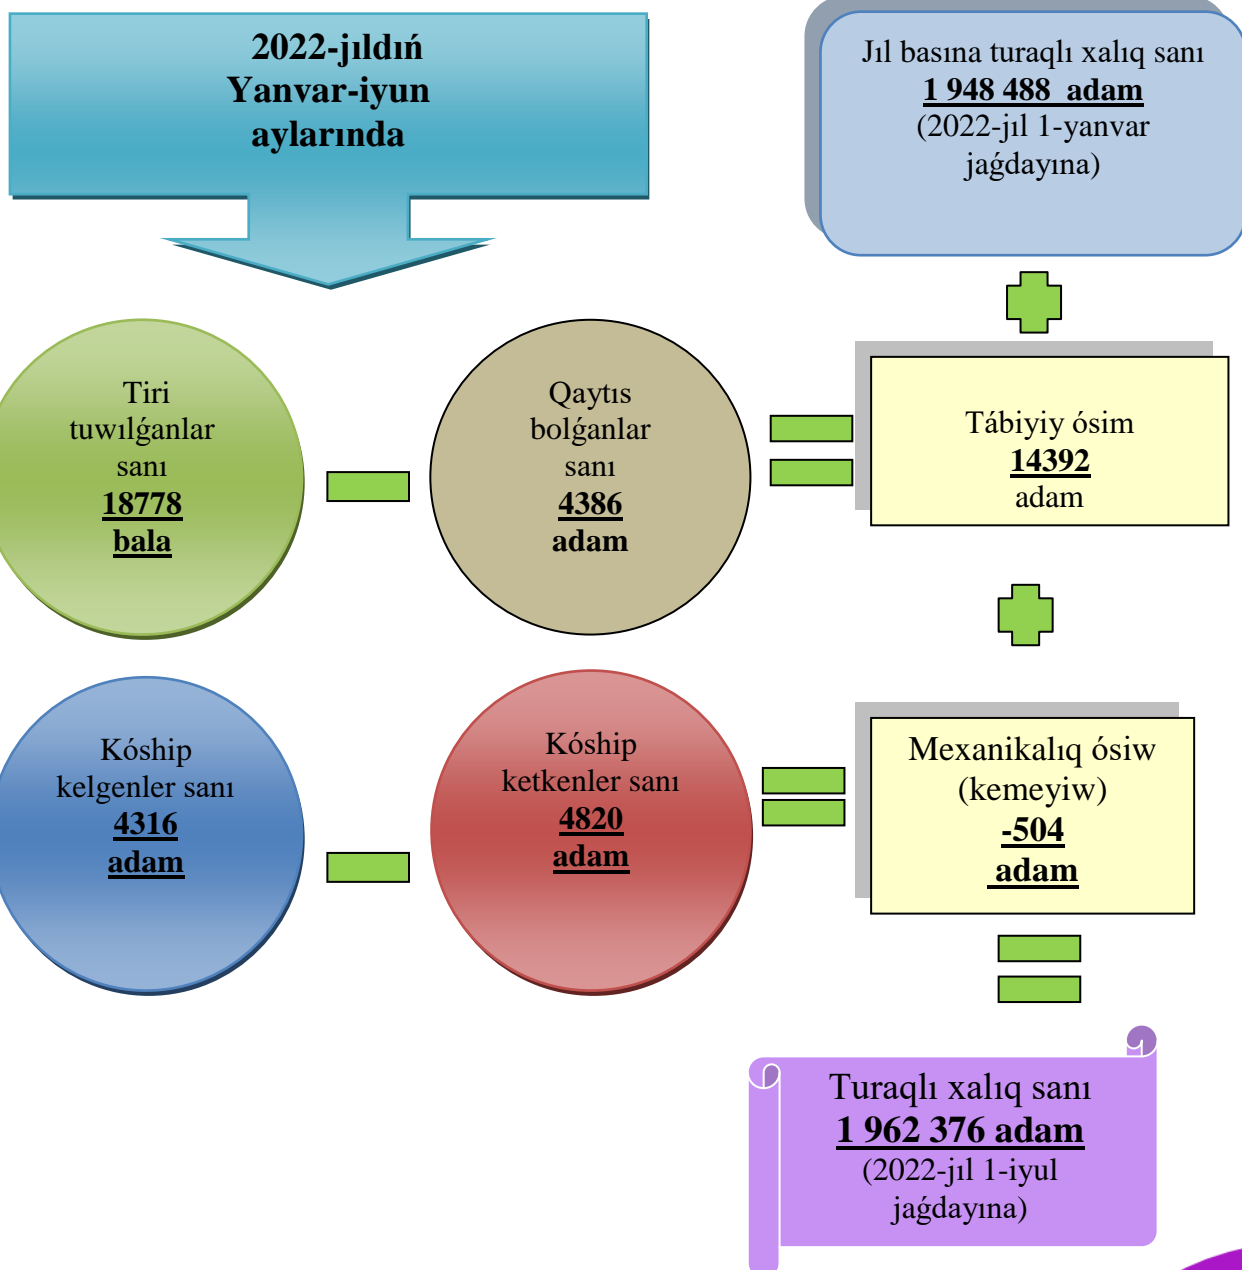 2022-jıldıń
Yanvar-iyun
aylarında
Jıl basına turaqlı xalıq sanı
1 948 488 adam
(2022-jıl 1-yanvar
jaǵdayına)
Tiri
tuwılǵanlar
sanı
18778
bala
Qaytıs
bolǵanlar
sanı
4386
adam
Tábiyiy ósim
14392
adam
Kóship
kelgenler sanı
4316
adam
Kóship
ketkenler sanı
4820
adam
Mexanikalıq ósiw
(kemeyiw)
-504
adam
Turaqlı xalıq sanı
1 962 376 adam
(2022-jıl 1-iyul
jaǵdayına)